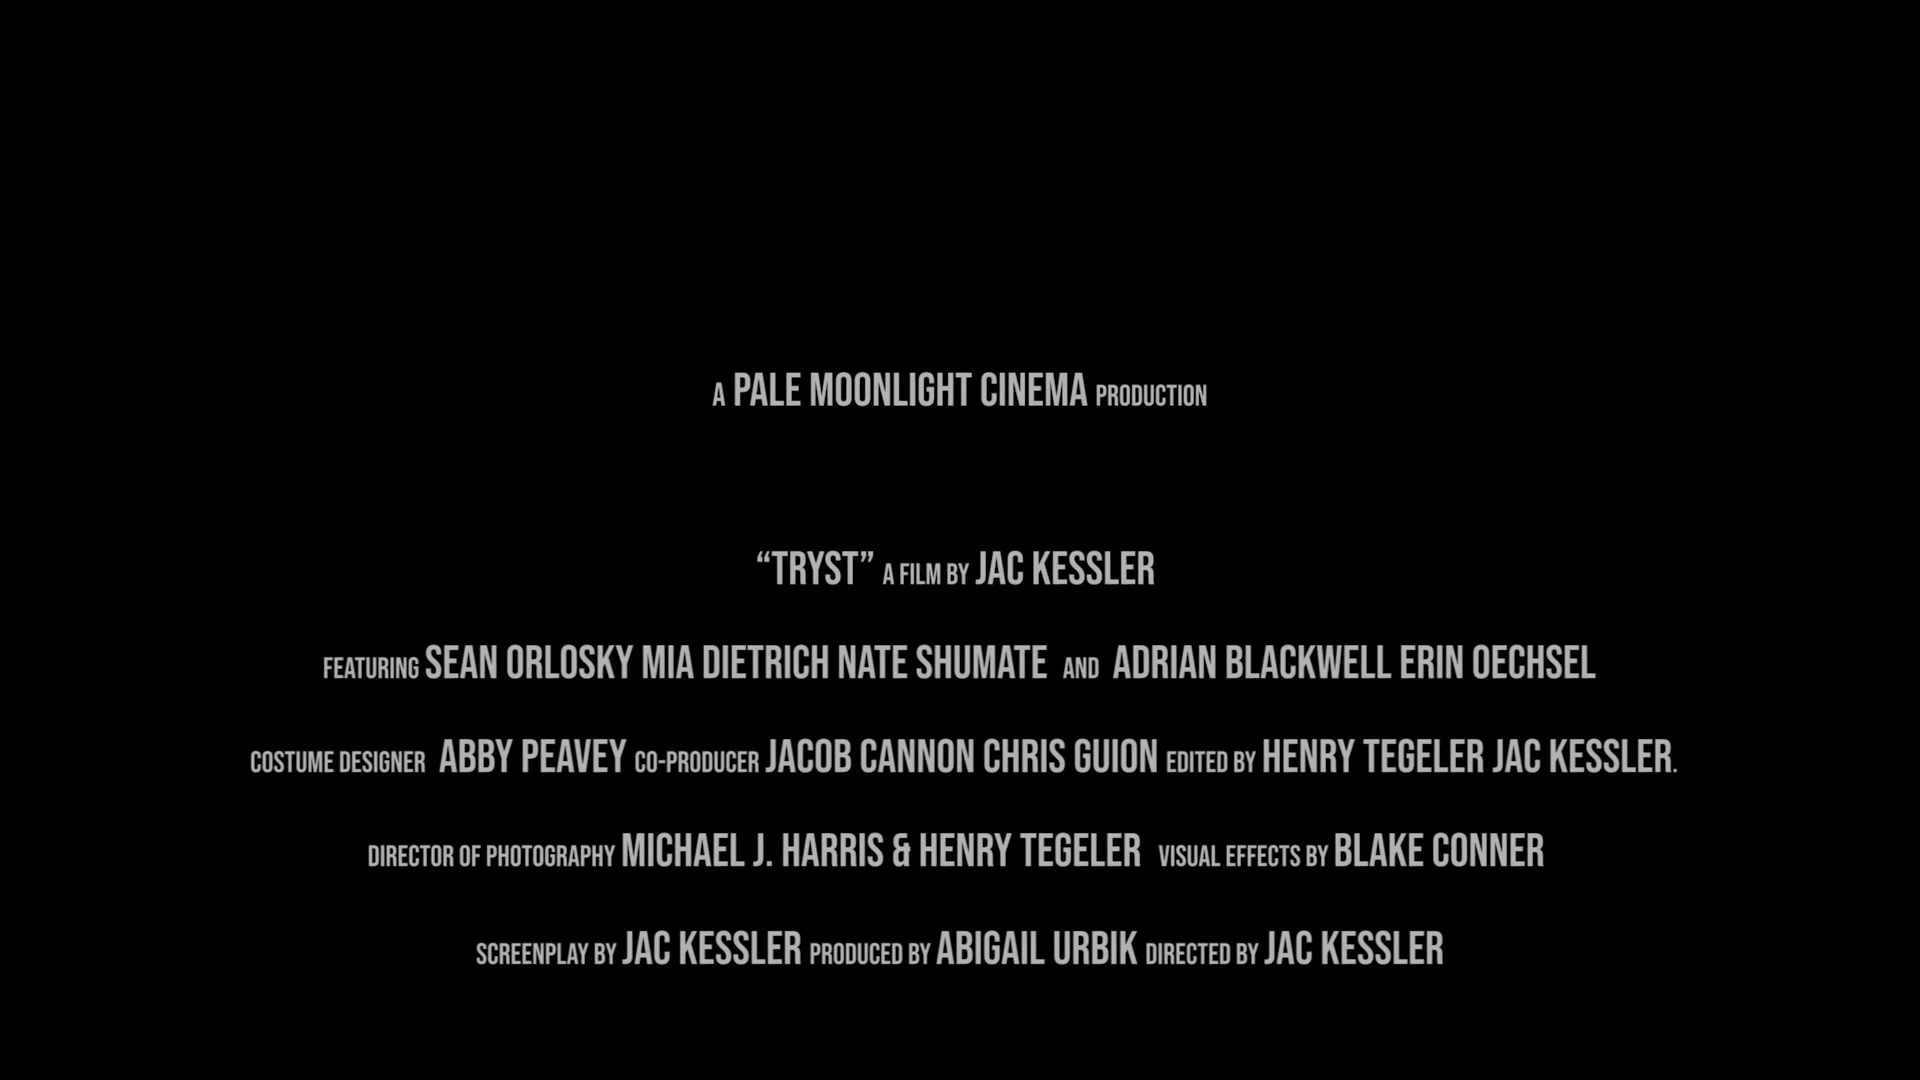 A PALE MOONLIGHT CINEMA PRODUCTION
“TRYST” A FILM BY JAC KESSLER
FEATURING SEAN ORLOSKY MIA DIETRICH NATE SHUMATE AND ADRIAN BLACKWELL ERIN OECHSEL
COSTUME DESIGNER ABBY PEAVEY CO-PRODUCER JACOB CANNON CHRIS GUION EDITED BY HENRY TEGELER JAC KESSLER.
DIRECTOR OF PHOTOGRAPHY MICHAEL J. HARRIS & HENRY TEGELER VISUAL EFFECTS BY BLAKE CONNER
SCREENPLAY BY JAC KESSLER PRODUCED BY ABIGAIL URBIK DIRECTED BY JAC KESSLER